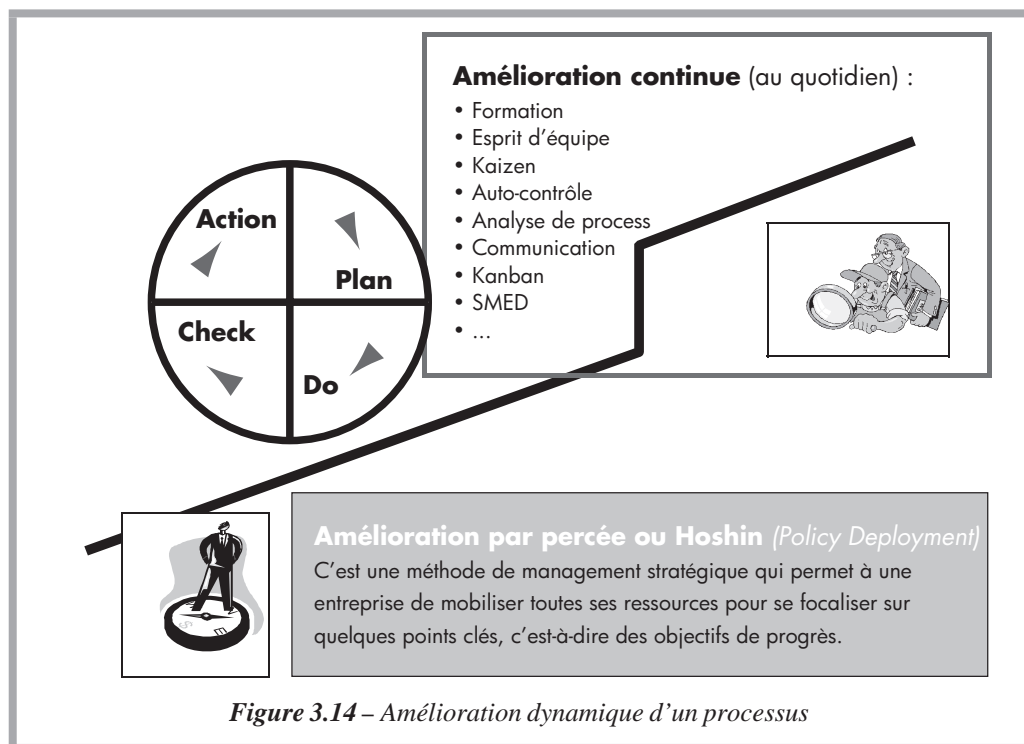 Amélioration continue (au quotidien) :
• Formation
• Esprit d'équipe
• Kaizen
• Auto-contrôle
• Analyse de process
• Communication
• Kanban
• SMED
• ...
Action
Plan
Check
Do
Amélioration par percée ou Hoshin (Policy Deployment)
C'est une méthode de management stratégique qui permet à une
entreprise de mobiliser toutes ses ressources pour se focaliser sur
quelques points clés, c'est-à-dire des objectifs de progrès.
S
E
Figure 3.14 – Amélioration dynamique d'un processus